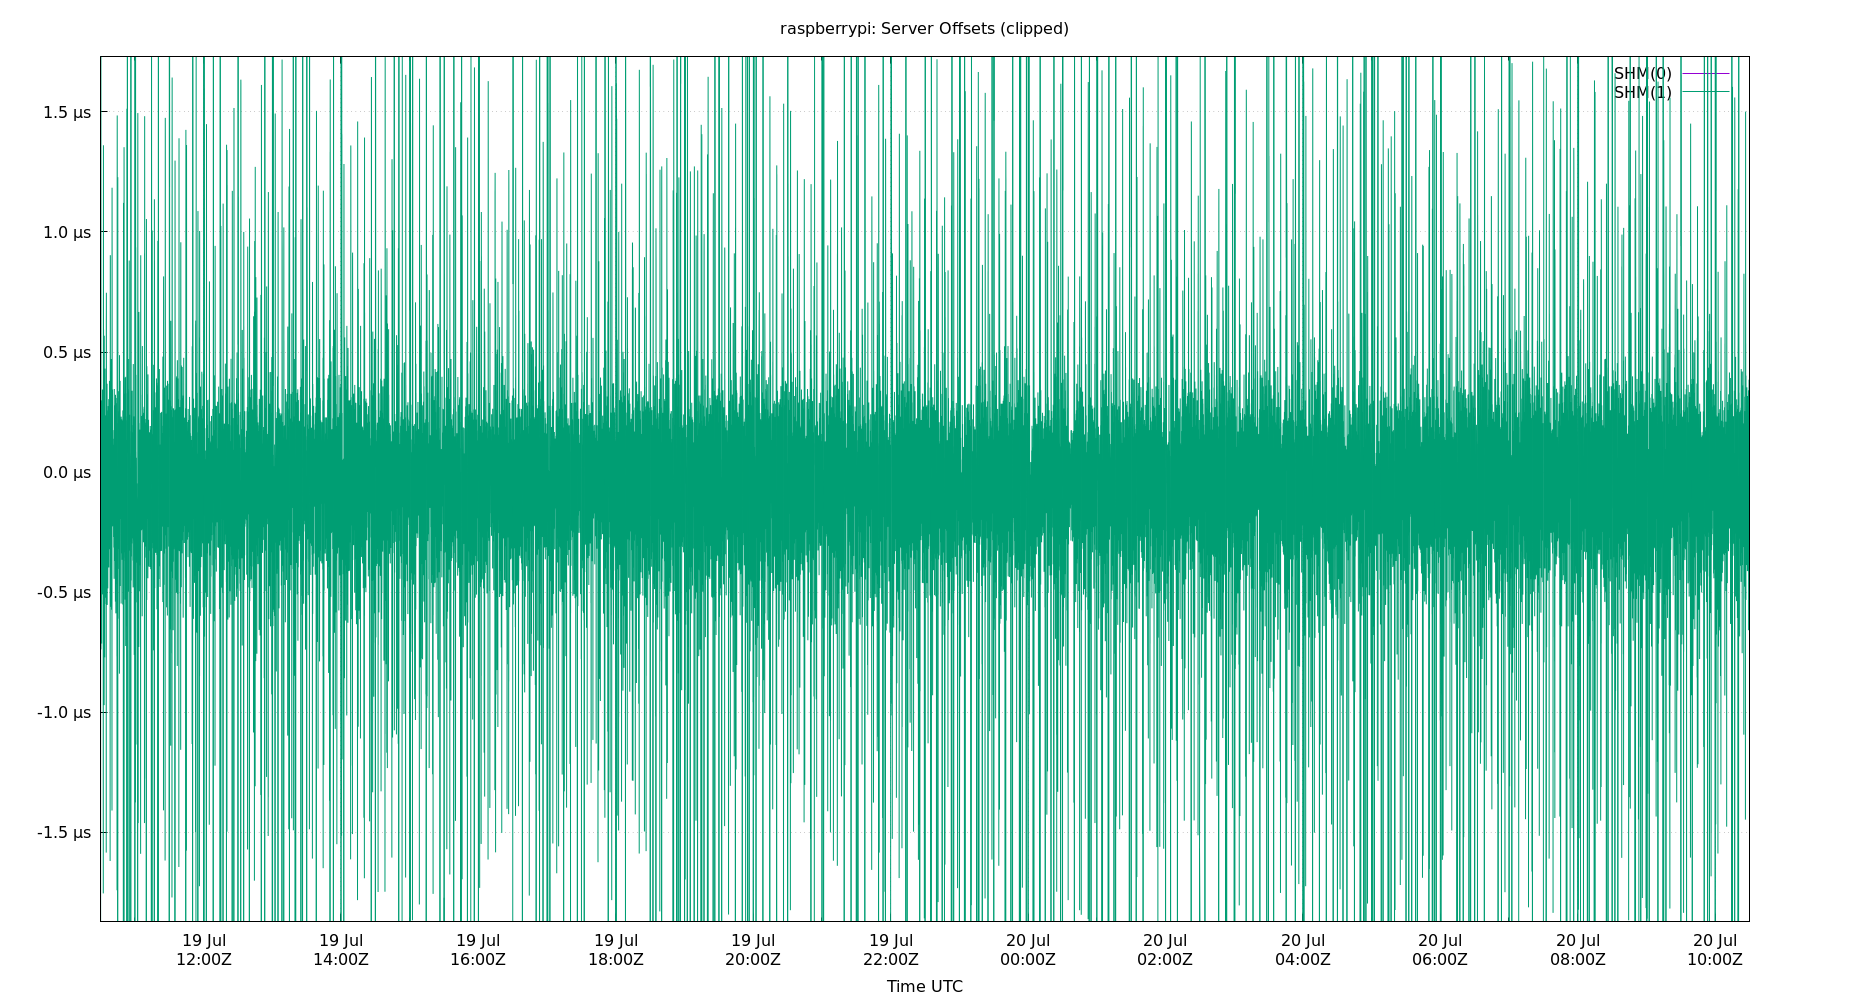 raspberrypi: Server Offsets (clipped)
SHM(0)
SHM(1)
1.5 µs
1.0 µs
0.5 µs
0.0 µs
-0.5 µs
-1.0 µs
-1.5 µs
19 Jul 19 Jul 19 Jul 19 Jul 19 Jul 19 Jul 20 Jul 20 Jul 20 Jul 20 Jul 20 Jul 20 Jul
12:00Z 14:00Z 16:00Z 18:00Z 20:00Z 22:00Z 00:00Z 02:00Z 04:00Z 06:00Z 08:00Z 10:00Z
Time UTC